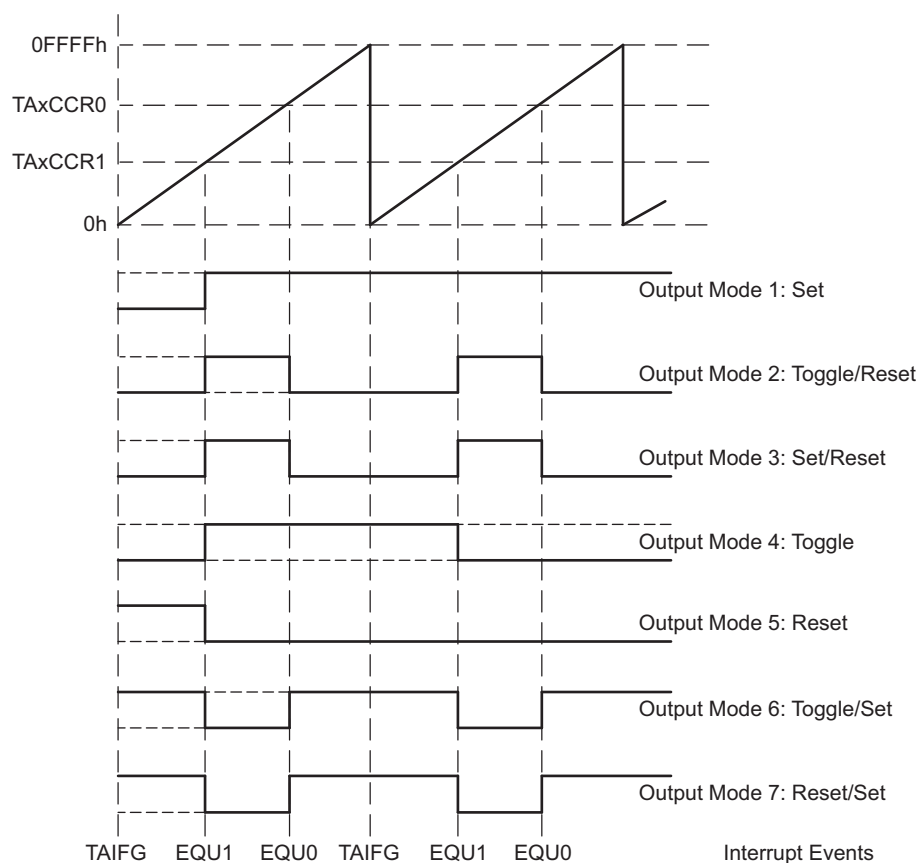 0FFFFh
TAxCCR0
TAxCCR1
0h
Output Mode 1: Set
Output Mode 2: Toggle/Reset
Output Mode 3: Set/Reset
Output Mode 4: Toggle
Output Mode 5: Reset
Output Mode 6: Toggle/Set
Output Mode 7: Reset/Set
TAIFG EQU1 EQU0 TAIFG EQU1 EQU0 Interrupt Events